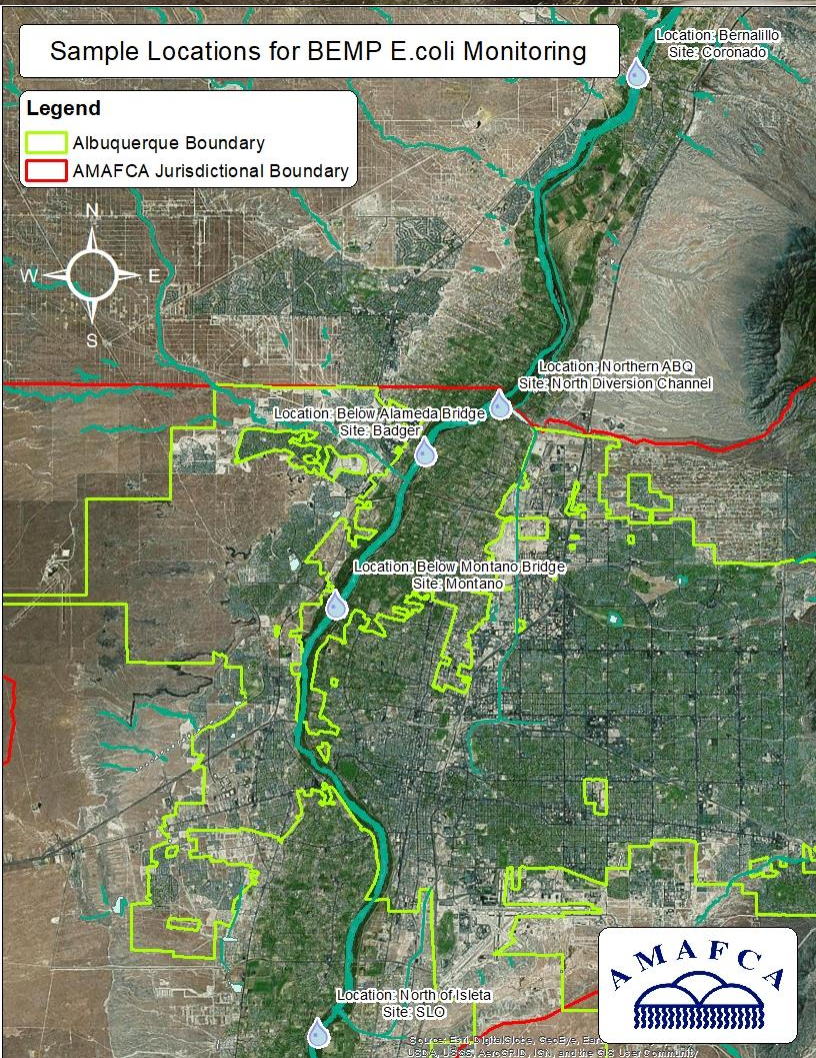 Sample Locations for BEMP E.coli Monitoring
Location: Bernalillo
Site: Coronado
Legend
Albuquerque Boundary
AMAFCA Jurisdictional Boundary
N
W
E
S
Location: Northern ABQ
Site: North Diversion Channel
Location: Below Alameda Bridge
Site: Badger
Location: Below Montano Bridge
Site: Montano
Location: North of Isleta
Site: SLO
AMAFCA
Source: Esri, DigitalGlobe, GeoEye, Ear
USDA, USGS, AeroGRID, IGN, and the GIS User Community